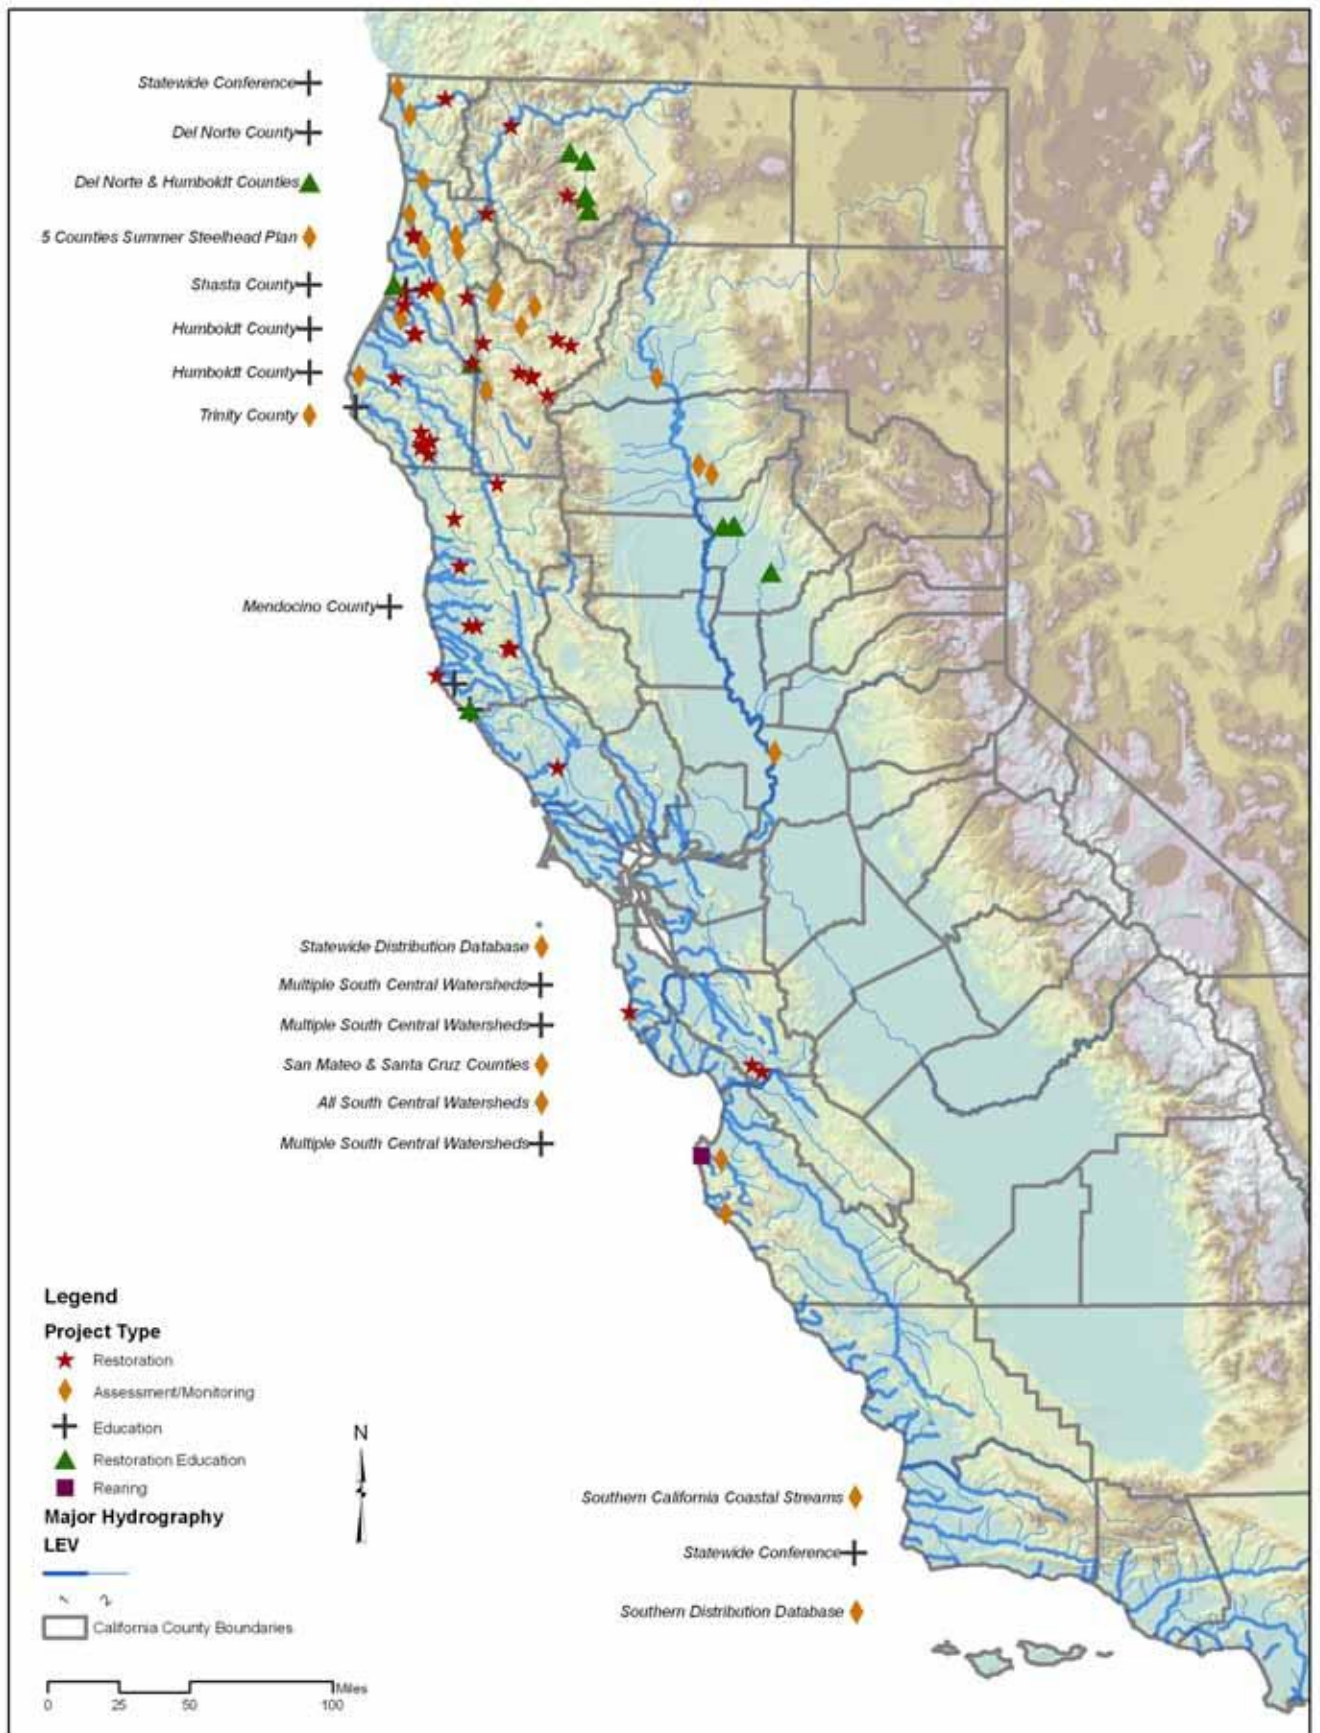 Statewide Conference
Del Norte County
Del Norte & Humboldt Counties
5 Counties Summer Steelhead Plan
Shasta County
Humboldt County
Humboldt County
Trinity County
Mendocino County
Statewide Distribution Database
Multiple South Central Watersheds
Multiple South Central Watersheds
San Mateo & Santa Cruz Counties
All South Central Watersheds
Multiple South Central Watersheds
Legend
Project Type
Restoration
Assessment/Monitoring
Education
Restoration Education
Rearing
Major Hydrography
LEV
1 2
California County Boundaries
N
Miles
0 25 50 100
Southern California Coastal Streams
Statewide Conference
Southern Distribution Database